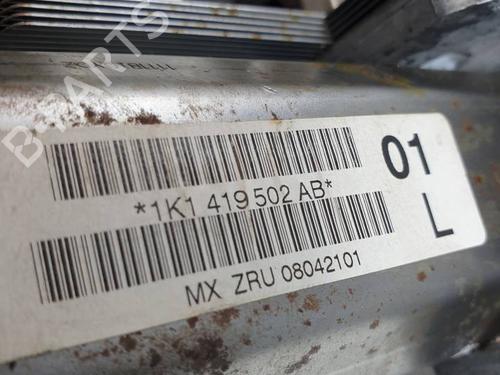 B PARTS
01
*1K1 419 502 AB*
L
MX ZRU 08042101